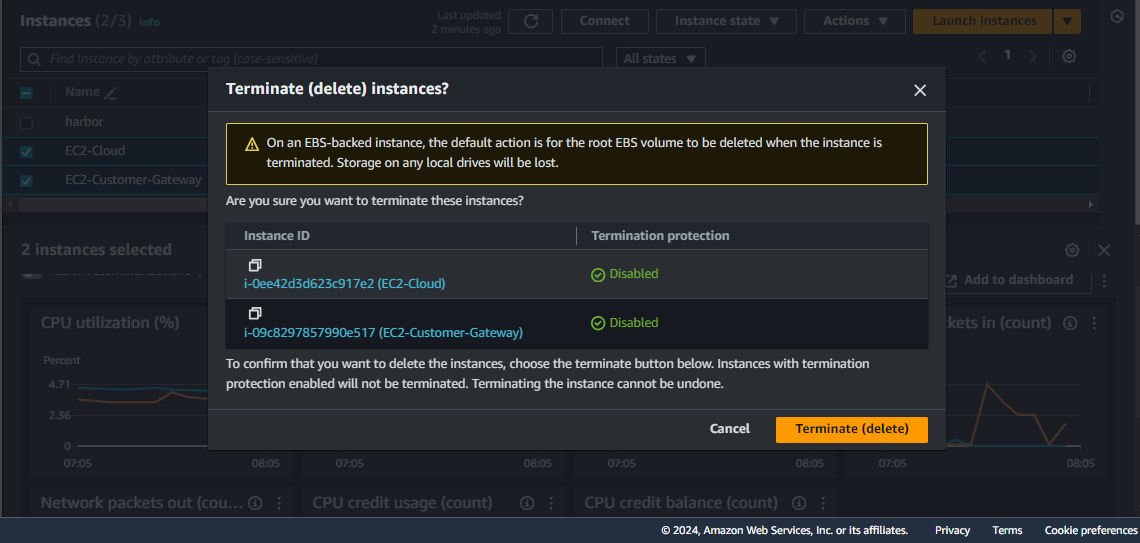 Instances (2/3) Info
Last updated
2 minutes ago
Connect
Instance state
Actions
Launch instances
Find Instance by attribute or tag (case-sensitive)
All states
1
Name
harbor
EC2-Cloud
EC2-Customer-Gateway
Terminate (delete) instances?
On an EBS-backed instance, the default action is for the root EBS volume to be deleted when the instance is
terminated. Storage on any local drives will be lost.
Are you sure you want to terminate these instances?
Instance ID
Termination protection
i-0ee42d3d623c917e2 (EC2-Cloud)
Disabled
i-09c8297857990e517 (EC2-Customer-Gateway)
Disabled
To confirm that you want to delete the instances, choose the terminate button below. Instances with termination
protection enabled will not be terminated. Terminating the instance cannot be undone.
Cancel
Terminate (delete)
2 instances selected
Add to dashboard
CPU utilization (%)
kets in (count)
Percent
4.71
2.36
0
07:05
08:05
07:05
08:05
07:05
08:05
07:05
08:05
Network packets out (cou...
CPU credit usage (count)
CPU credit balance (count)
© 2024, Amazon Web Services, Inc. or its affiliates.
Privacy
Terms
Cookie preferences